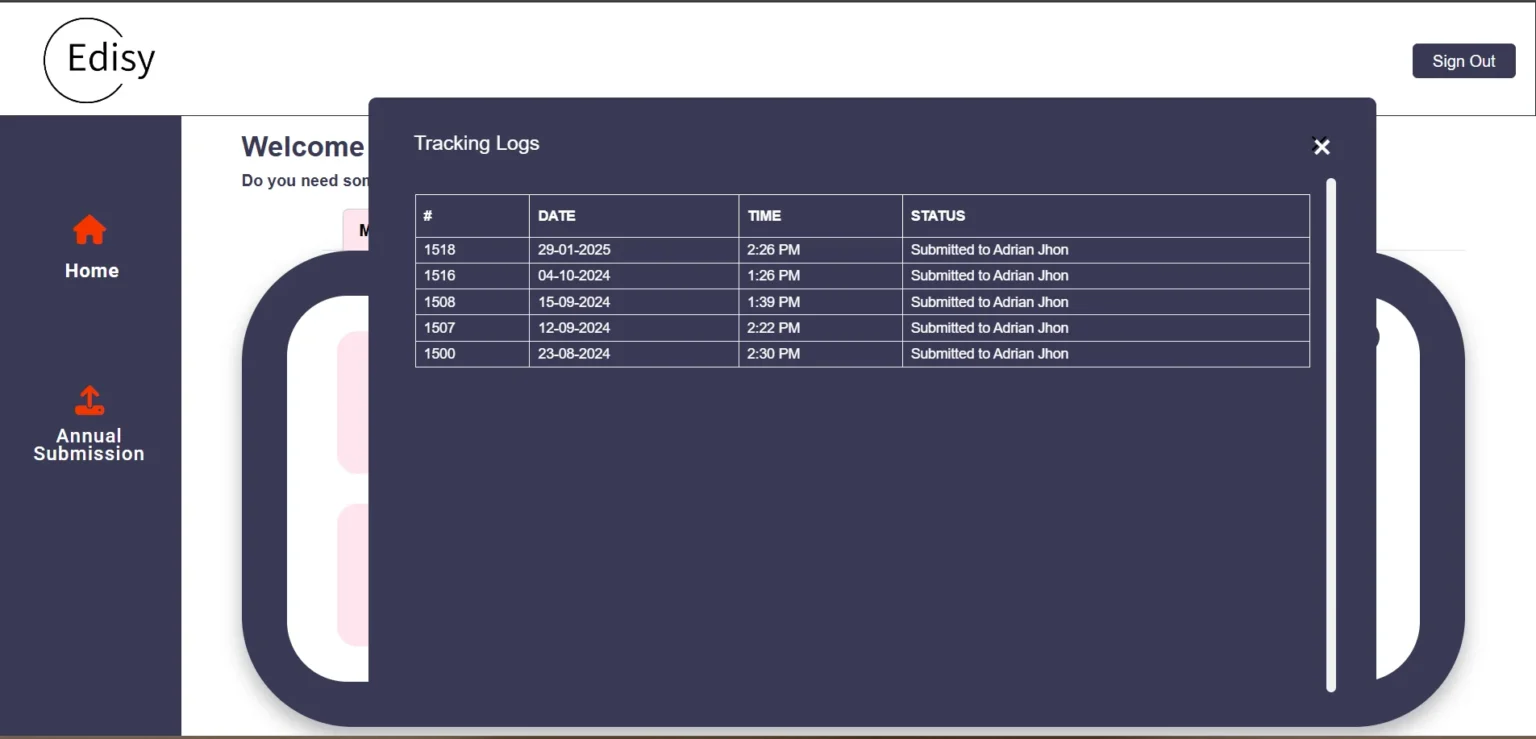 Edisy
Sign Out
Welcome
Do you need
Tracking Logs
# DATE TIME STATUS
1518 29-01-2025 2:26 PM Submitted to Adrian Jhon
1516 04-10-2024 1:26 PM Submitted to Adrian Jhon
1508 15-09-2024 1:39 PM Submitted to Adrian Jhon
1507 12-09-2024 2:22 PM Submitted to Adrian Jhon
1500 23-08-2024 2:30 PM Submitted to Adrian Jhon
Home
Annual
Submission